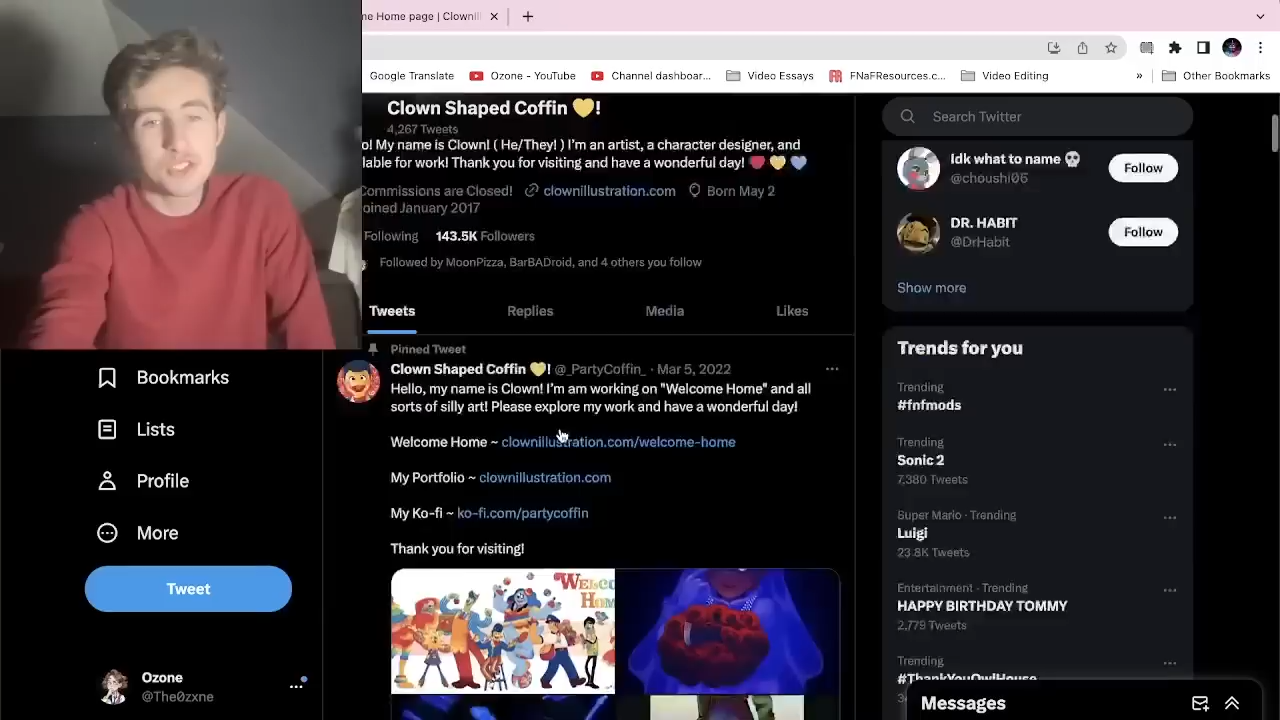 me Home page | Clownil
Google Translate
Ozone - YouTube
Channel dashboar...
Video Essays
FNaFResources.c...
Video Editing
»
Other Bookmarks
Clown Shaped Coffin 💛!
4,267 Tweets
ol My name is Clown! ( He/They! ) I'm an artist, a character designer, and
lable for work! Thank you for visiting and have a wonderful day!
Commissions are Closed! clownillustration.com Born May 2
oined January 2017
Following 143.5K Followers
Followed by MoonPizza, BarBADroid, and 4 others you follow
Tweets Replies Media Likes
Pinned Tweet
Clown Shaped Coffin 💛! @_PartyCoffin_ · Mar 5, 2022
Hello, my name is Clown! I'm am working on "Welcome Home" and all
sorts of silly art! Please explore my work and have a wonderful day!
Welcome Home ~ clownillustration.com/welcome-home
My Portfolio ~ clownillustration.com
My Ko-fi ~ ko-fi.com/partycoffin
Thank you for visiting!
WELCO
HOM
Bookmarks
Lists
Profile
More
Tweet
Ozone
@The0zxne
Search Twitter
Idk what to name 💀
@choushi06
Follow
DR. HABIT
@DrHabit
Follow
Show more
Trends for you
Trending
#fnfmods
Trending
Sonic 2
7,380 Tweets
Super Mario · Trending
Luigi
23.8K Tweets
Entertainment · Trending
HAPPY BIRTHDAY TOMMY
2,779 Tweets
Trending
#ThankYouOwlHouse
Messages